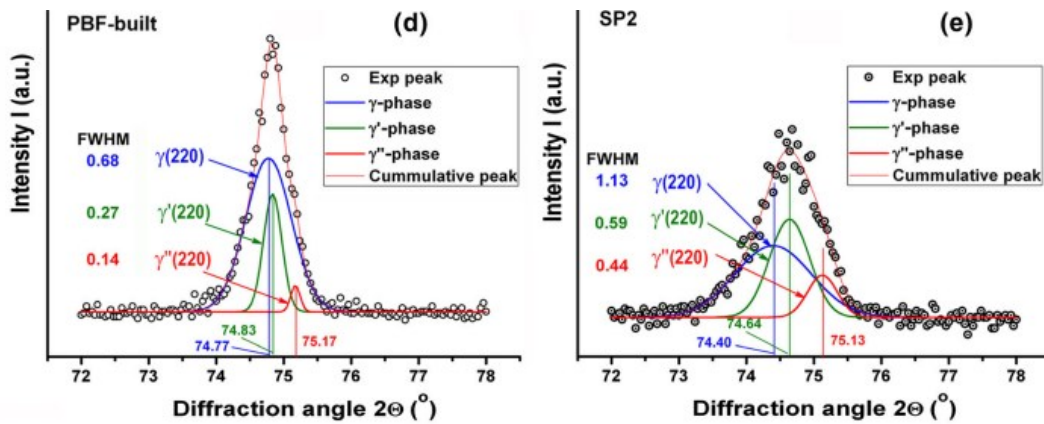 PBF-built
(d)
Exp peak
γ-phase
γ'-phase
γ''-phase
Cummulative peak
FWHM
0.68
γ(220)
0.27
γ'(220)
0.14
γ''(220)
74.83
74.77
75.17
72 73 74 75 76 77 78
Diffraction angle 2Θ (°)
Intensity I (a.u.)
SP2
(e)
Exp peak
γ-phase
γ'-phase
γ''-phase
Cummulative peak
FWHM
1.13
γ(220)
0.59
γ'(220)
0.44
γ''(220)
74.64
74.40
75.13
72 73 74 75 76 77 78
Diffraction angle 2Θ (°)
Intensity I (a.u.)